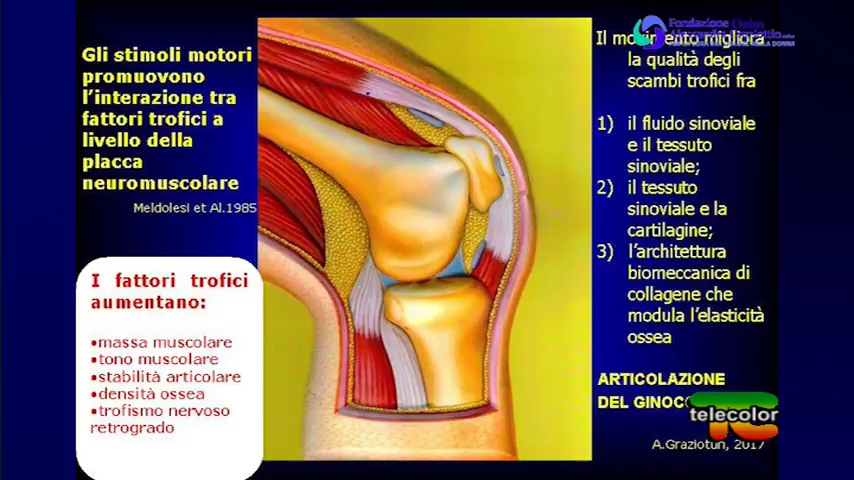 Gli stimoli motori
promuovono
l'interazione tra
fattori trofici a
livello della
placca
neuromuscolare
Meldolesi et Al.1985
I fattori trofici
aumentano:
•massa muscolare
•tono muscolare
•stabilità articolare
•densità ossea
•trofismo nervoso
retrogrado
Fondazione Onlus
Il movimento migliora
la qualità degli
scambi trofici fra
1) il fluido sinoviale
e il tessuto
sinoviale;
2) il tessuto
sinoviale e la
cartilagine;
3) l'architettura
biomeccanica di
collagene che
modula l'elasticità
ossea
ARTICOLAZIONE
DEL
telecolor
A.Graziottin, 2017